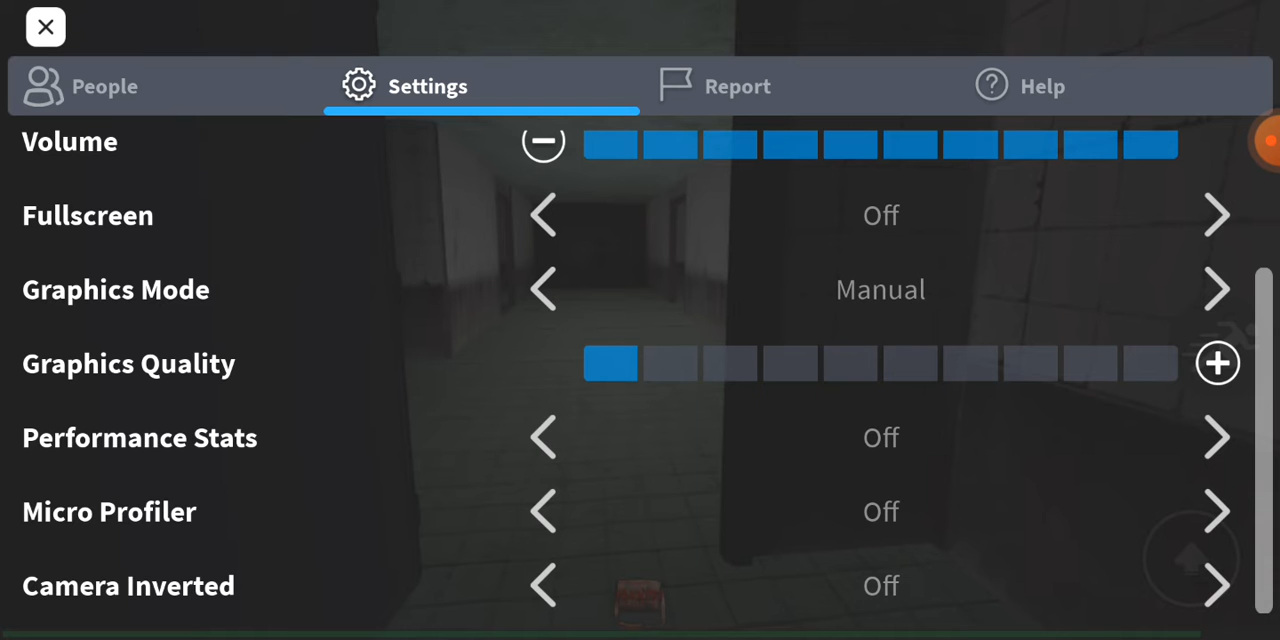 People
Settings
Report
Help
Volume
Fullscreen
Off
Graphics Mode
Manual
Graphics Quality
Performance Stats
Off
Micro Profiler
Off
Camera Inverted
Off